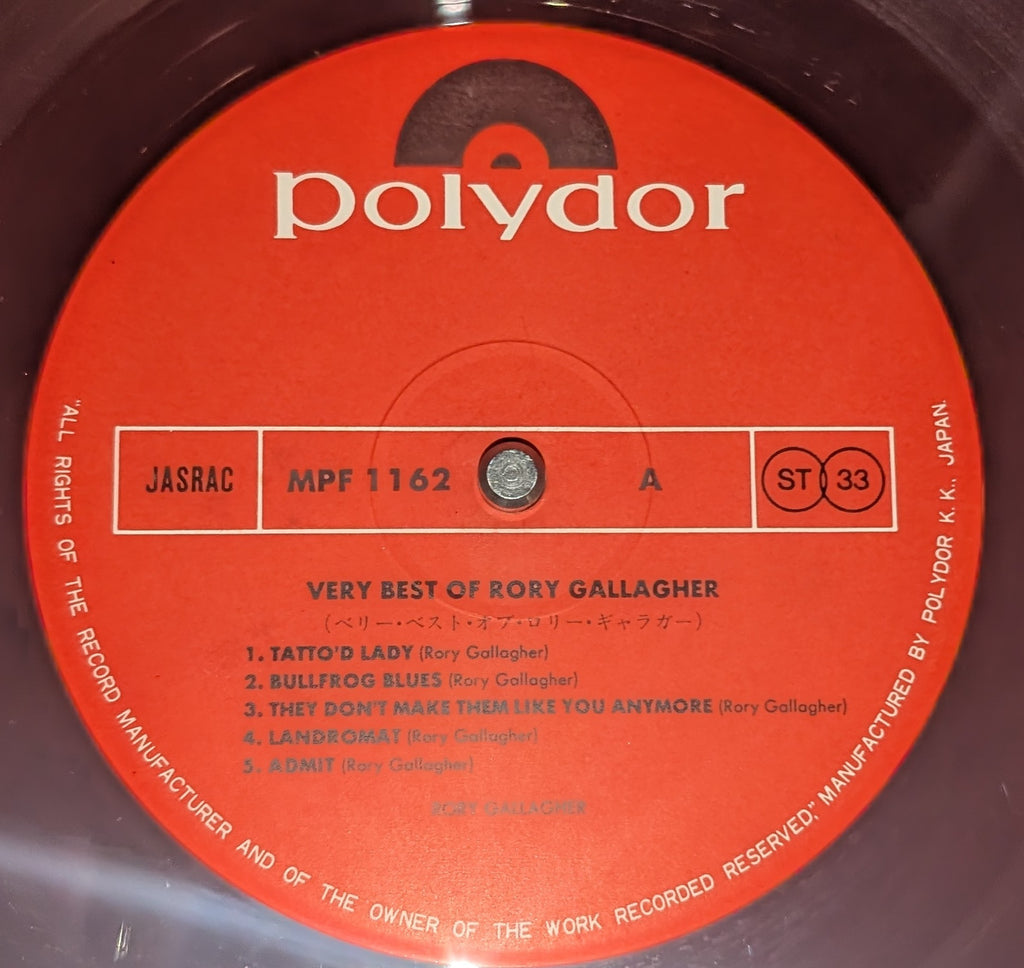 polydor
JASRAC
MPF 1162
A
ST 33
VERY BEST OF RORY GALLAGHER
(ベリー・ベスト・オブ・ロリー・ギャラガー)
1. TATTO'D LADY (Rory Gallagher)
2. BULLFROG BLUES (Rory Gallagher)
3. THEY DON'T MAKE THEM LIKE YOU ANYMORE (Rory Gallagher)
4. LANDROMAT (Rory Gallagher)
5. ADMIT (Rory Gallagher)
RORY GALLAGHER
"ALL RIGHTS OF THE RECORD MANUFACTURER AND OF THE OWNER OF THE WORK RECORDED RESERVED," MANUFACTURED BY POLYDOR K. K., JAPAN.